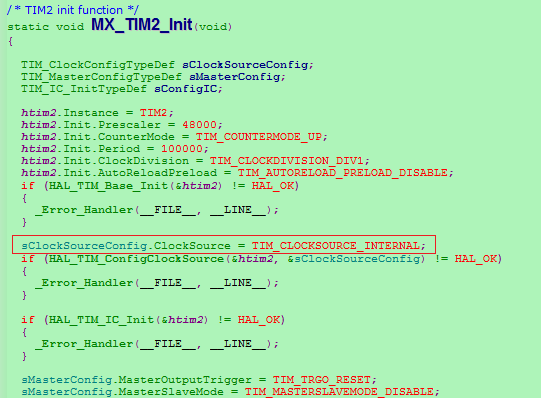 /* TIM2 init function */
static void MX_TIM2_Init(void)
{
TIM_ClockConfigTypeDef sClockSourceConfig;
TIM_MasterConfigTypeDef sMasterConfig;
TIM_IC_InitTypeDef sConfigIC;
htim2.Instance = TIM2;
htim2.Init.Prescaler = 48000;
htim2.Init.CounterMode = TIM_COUNTERMODE_UP;
htim2.Init.Period = 100000;
htim2.Init.ClockDivision = TIM_CLOCKDIVISION_DIV1;
htim2.Init.AutoReloadPreload = TIM_AUTORELOAD_PRELOAD_DISABLE;
if (HAL_TIM_Base_Init(&htim2) != HAL_OK)
{
_Error_Handler(__FILE__, __LINE__);
}
sClockSourceConfig.ClockSource = TIM_CLOCKSOURCE_INTERNAL;
if (HAL_TIM_ConfigClockSource(&htim2, &sClockSourceConfig) != HAL_OK)
{
_Error_Handler(__FILE__, __LINE__);
}
if (HAL_TIM_IC_Init(&htim2) != HAL_OK)
{
_Error_Handler(__FILE__, __LINE__);
}
sMasterConfig.MasterOutputTrigger = TIM_TRGO_RESET;
sMasterConfig.MasterSlaveMode = TIM_MASTERSLAVEMODE_DISABLE;